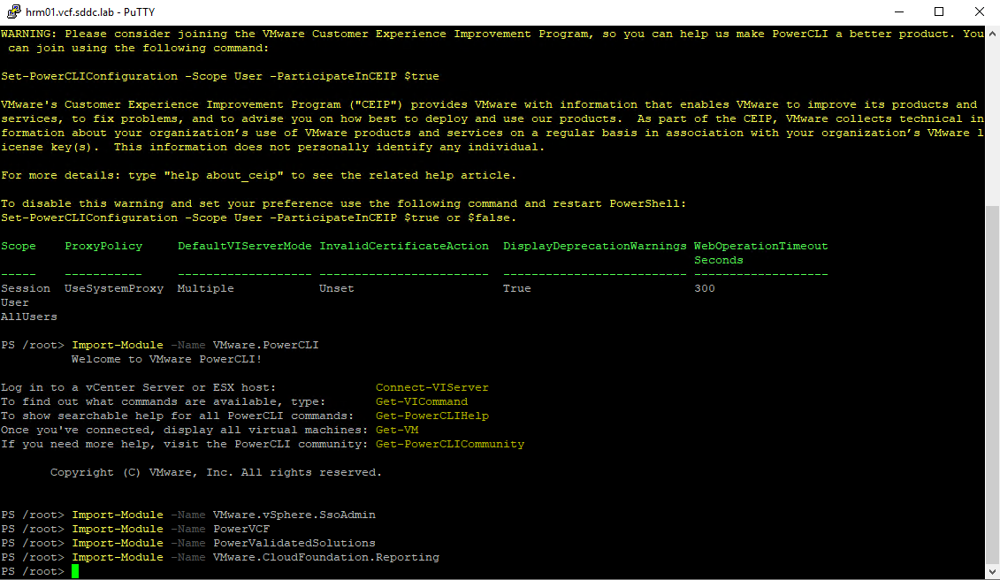 hrm01.vcf.sddc.lab - PuTTY
WARNING: Please consider joining the VMware Customer Experience Improvement Program, so you can help us make PowerCLI a better product. You
 can join using the following command:
Set-PowerCLIConfiguration -Scope User -ParticipateInCEIP $true
VMware's Customer Experience Improvement Program ("CEIP") provides VMware with information that enables VMware to improve its products and
services, to fix problems, and to advise you on how best to deploy and use our products.  As part of the CEIP, VMware collects technical in
formation about your organization’s use of VMware products and services on a regular basis in association with your organization’s VMware l
icense key(s).  This information does not personally identify any individual.
For more details: type "help about_ceip" to see the related help article.
To disable this warning and set your preference use the following command and restart PowerShell:
Set-PowerCLIConfiguration -Scope User -ParticipateInCEIP $true or $false.
Scope    ProxyPolicy     DefaultVIServerMode InvalidCertificateAction  DisplayDeprecationWarnings WebOperationTimeout
                                                                                                  Seconds
-----    -----------     ------------------- ------------------------  -------------------------- -------------------
Session  UseSystemProxy  Multiple            Unset                     True                       300
User
AllUsers
PS /root> Import-Module -Name VMware.PowerCLI
          Welcome to VMware PowerCLI!
Log in to a vCenter Server or ESX host:              Connect-VIServer
To find out what commands are available, type:       Get-VICommand
To show searchable help for all PowerCLI commands:   Get-PowerCLIHelp
Once you've connected, display all virtual machines: Get-VM
If you need more help, visit the PowerCLI community: Get-PowerCLICommunity
       Copyright (C) VMware, Inc. All rights reserved.
PS /root> Import-Module -Name VMware.vSphere.SsoAdmin
PS /root> Import-Module -Name PowerVCF
PS /root> Import-Module -Name PowerValidatedSolutions
PS /root> Import-Module -Name VMware.CloudFoundation.Reporting
PS /root>